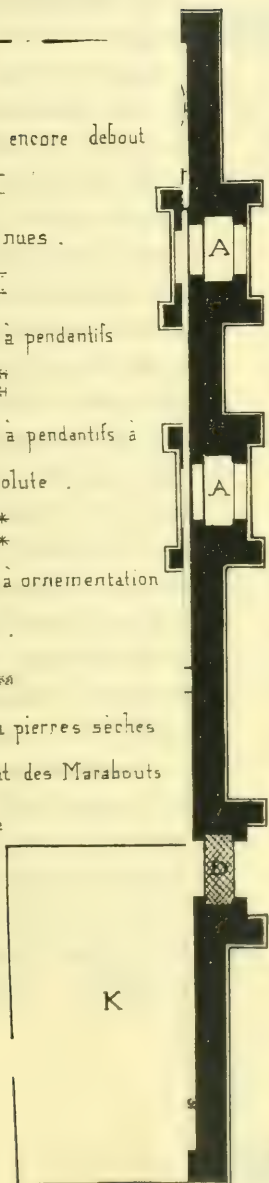 encore debout
A
nues .
à pendantifs
à pendantifs à
A
olute .
à ornementation
.
pierres sèches
t des Marabouts
D
K